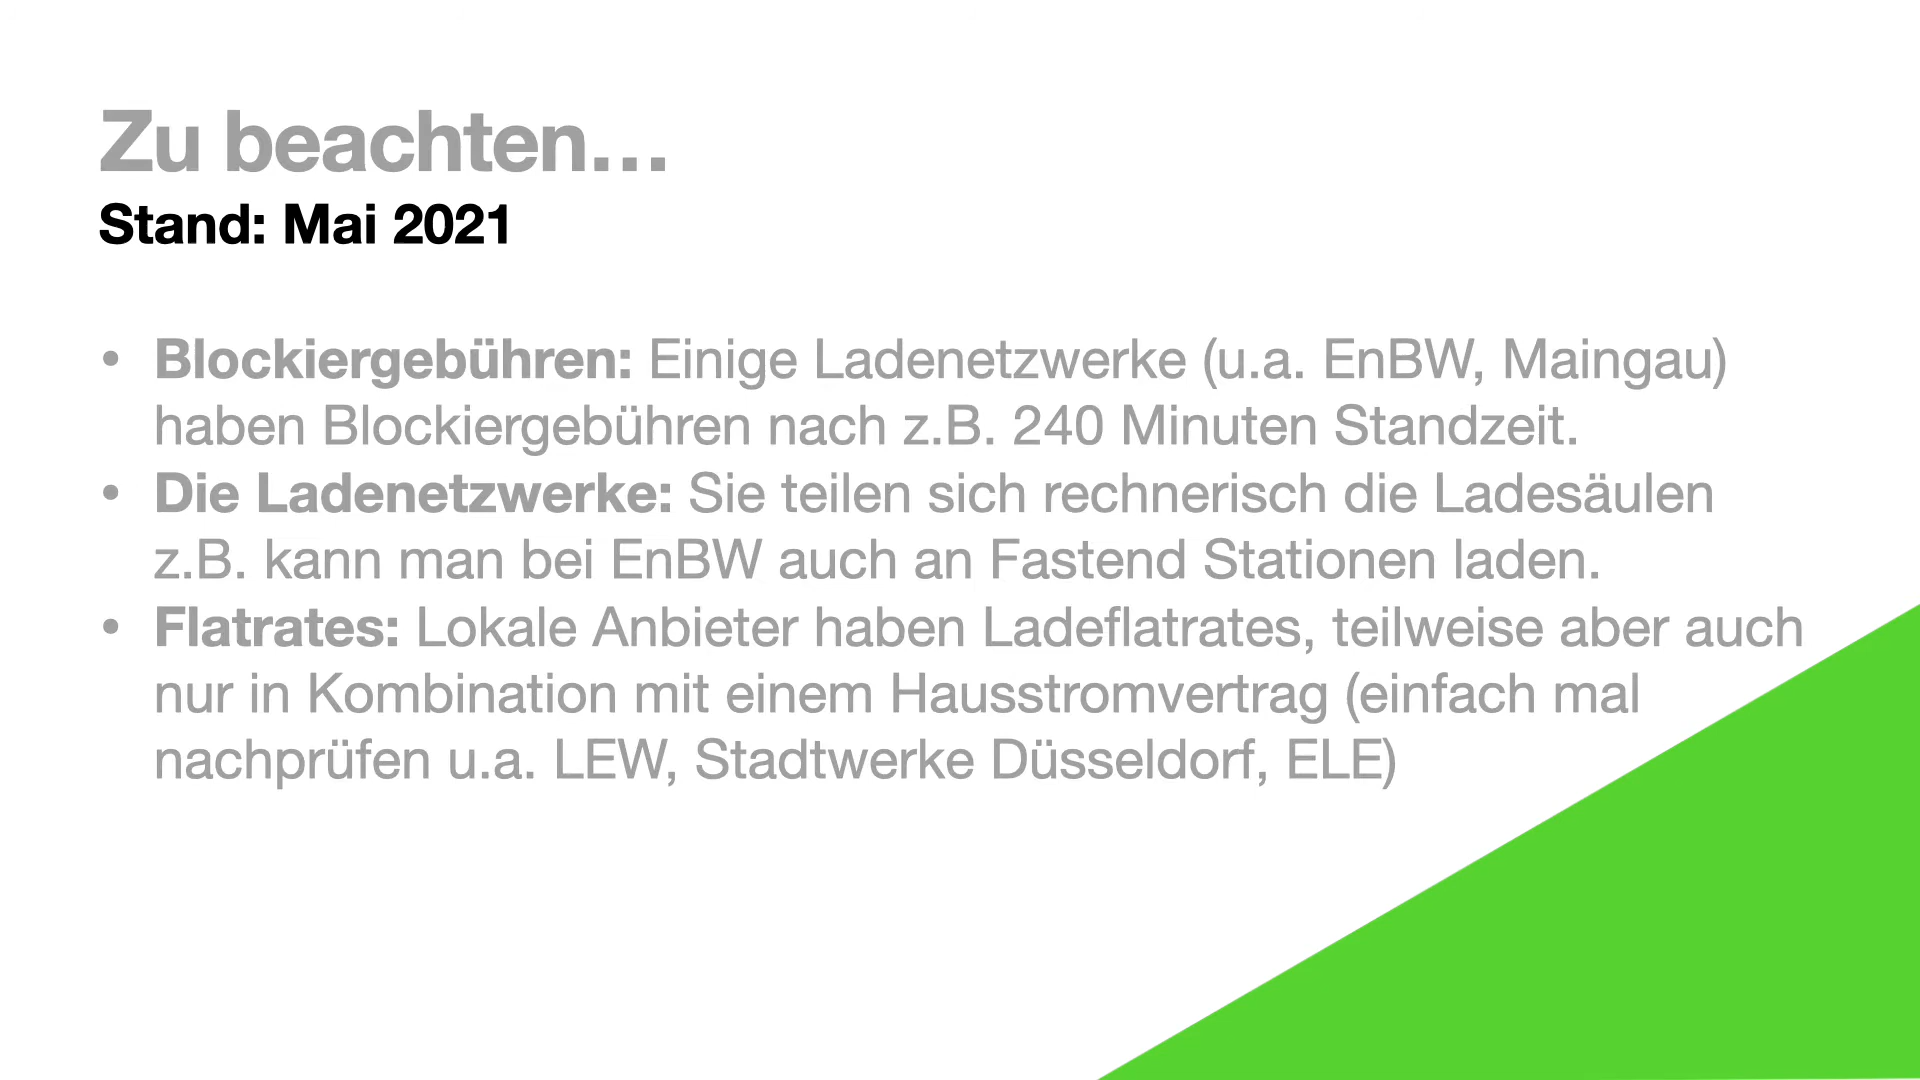 Zu beachten…
Stand: Mai 2021
• Blockiergebühren: Einige Ladenetzwerke (u.a. EnBW, Maingau)
haben Blockiergebühren nach z.B. 240 Minuten Standzeit.
• Die Ladenetzwerke: Sie teilen sich rechnerisch die Ladesäulen
z.B. kann man bei EnBW auch an Fastend Stationen laden.
• Flatrates: Lokale Anbieter haben Ladeflatrates, teilweise aber auch
nur in Kombination mit einem Hausstromvertrag (einfach mal
nachprüfen u.a. LEW, Stadtwerke Düsseldorf, ELE)